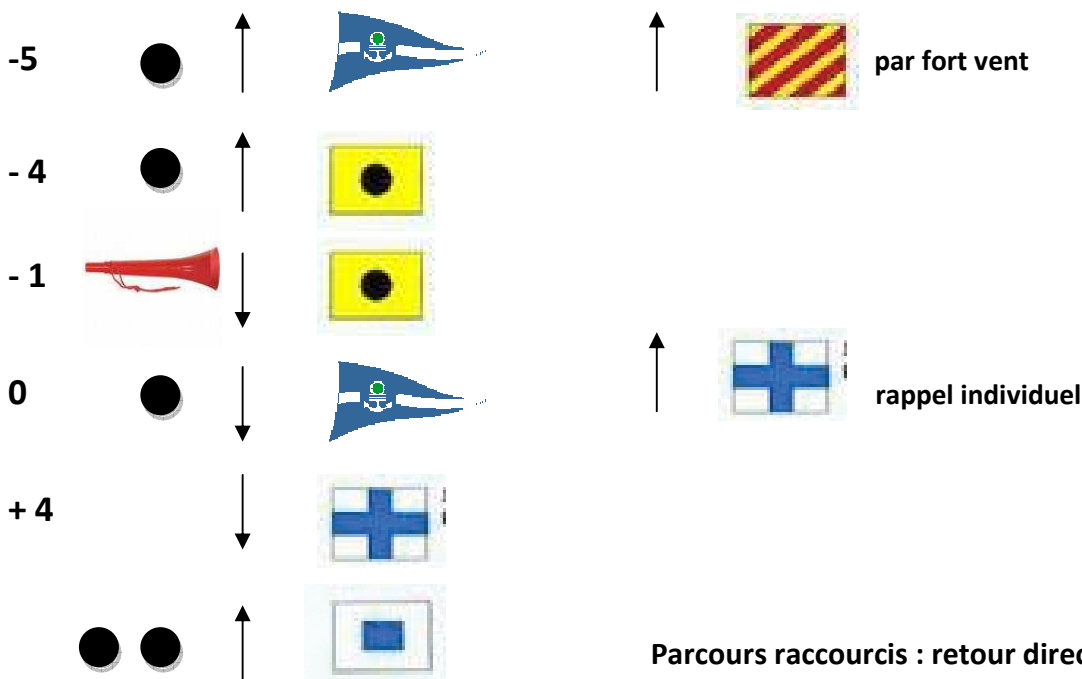 -5
par fort vent
- 4
- 1
0
rappel individuel
+ 4
Parcours raccourcis : retour direc